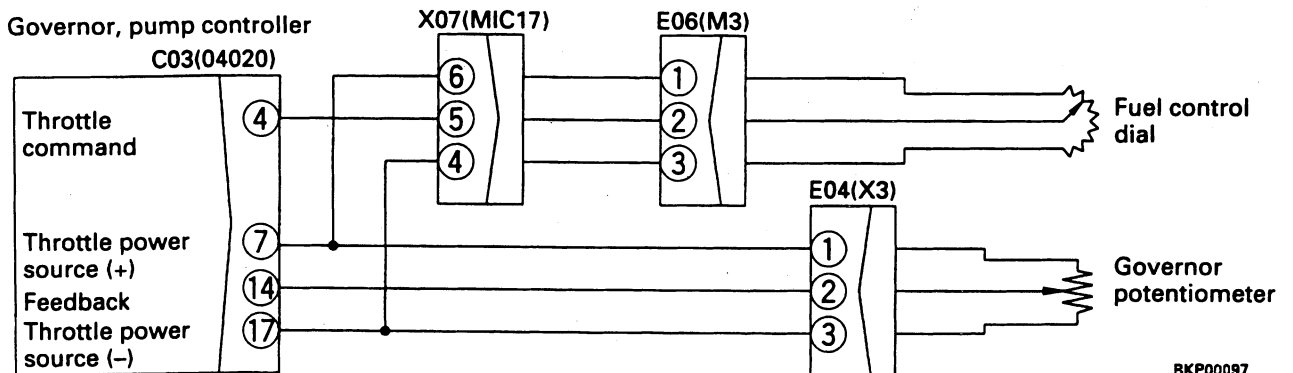 Governor, pump controller
C03(04020)
X07(MIC17)
E06(M3)
Throttle
command
4
6
5
4
1
2
3
Fuel control
dial
E04(X3)
Throttle power
source (+)
7
Feedback
14
Throttle power
source (–)
17
1
2
3
Governor
potentiometer
BKP00097